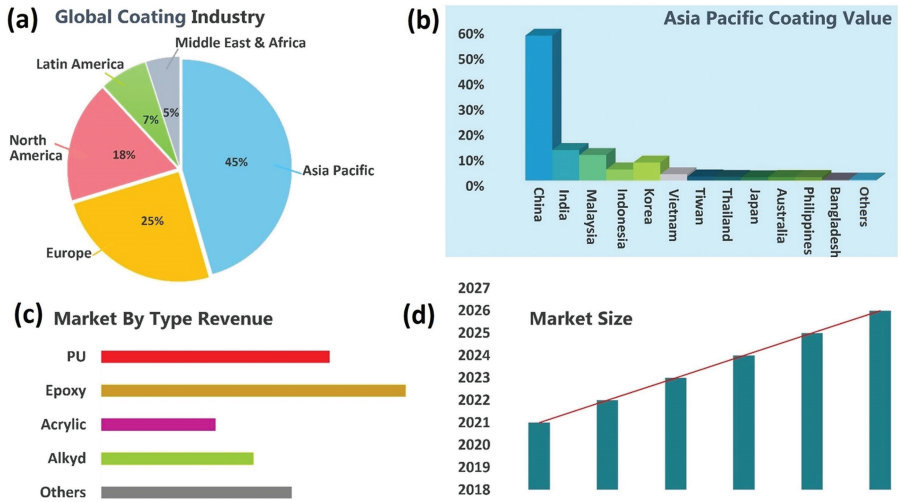 (a)
Global Coating Industry
Middle East & Africa
Latin America
5%
7%
North
America
18%
45%
Asia Pacific
25%
Europe
(b)
Asia Pacific Coating Value
60%
50%
40%
30%
20%
10%
0%
China
India
Malaysia
Indonesia
Korea
Vietnam
Tiwan
Thailand
Japan
Australia
Philippines
Bangladesh
Others
(c)
Market By Type Revenue
PU
Epoxy
Acrylic
Alkyd
Others
(d)
Market Size
2027
2026
2025
2024
2023
2022
2021
2020
2019
2018